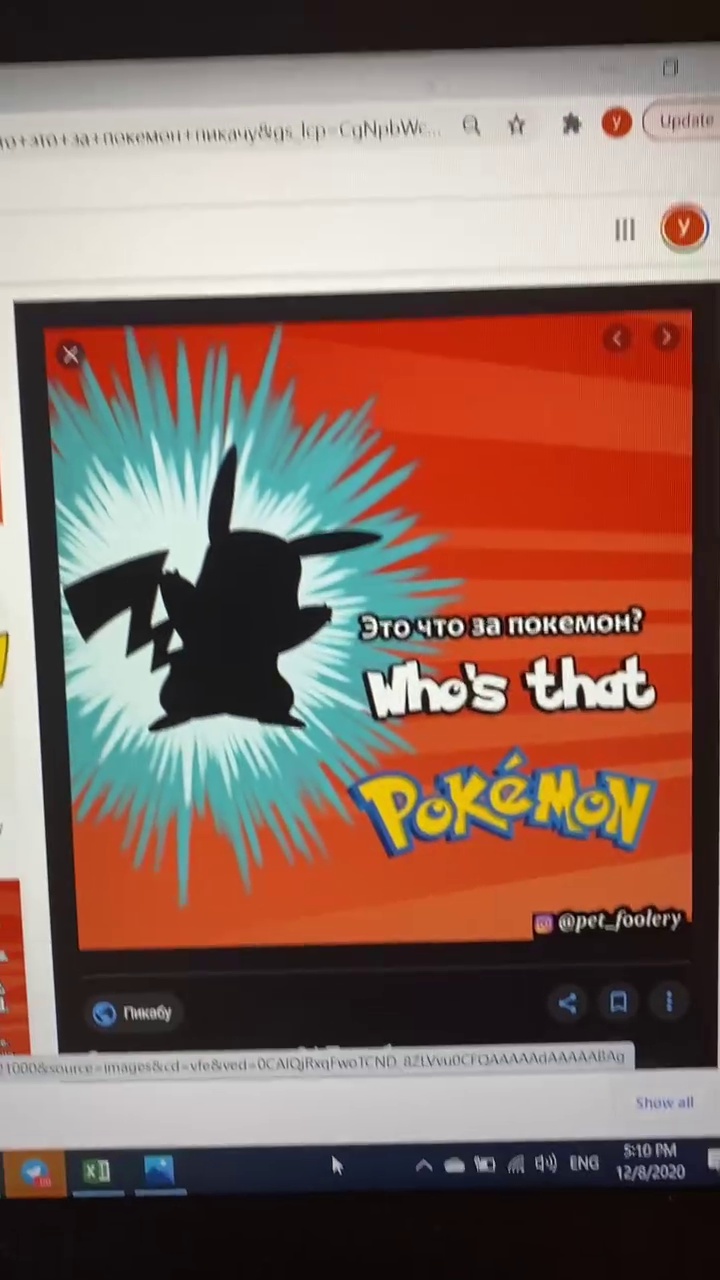 Update
y
y
Это что за покемон?
Who's that
POKéMON
@pet_foolery
Пикабу
Show all
ENG
5:10 PM
12/8/2020